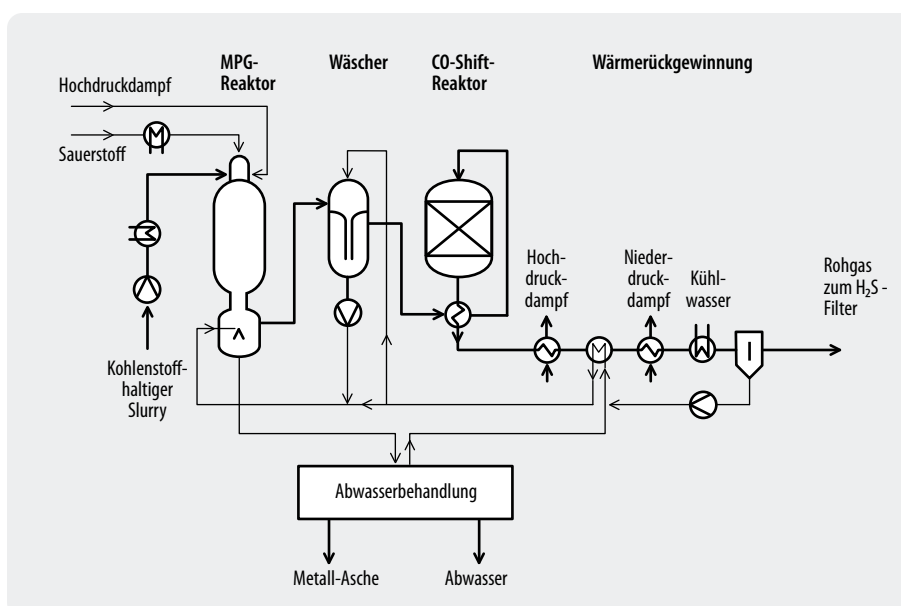 MPG-
Reaktor
Wäscher
CO-Shift-
Reaktor
Wärmerückgewinnung
Hochdruckdampf
Sauerstoff
Hoch-
druck-
dampf
Nieder-
druck-
dampf
Kühl-
wasser
Rohgas
zum H₂S -
Filter
Kohlenstoff-
haltiger
Slurry
Abwasserbehandlung
Metall-Asche
Abwasser